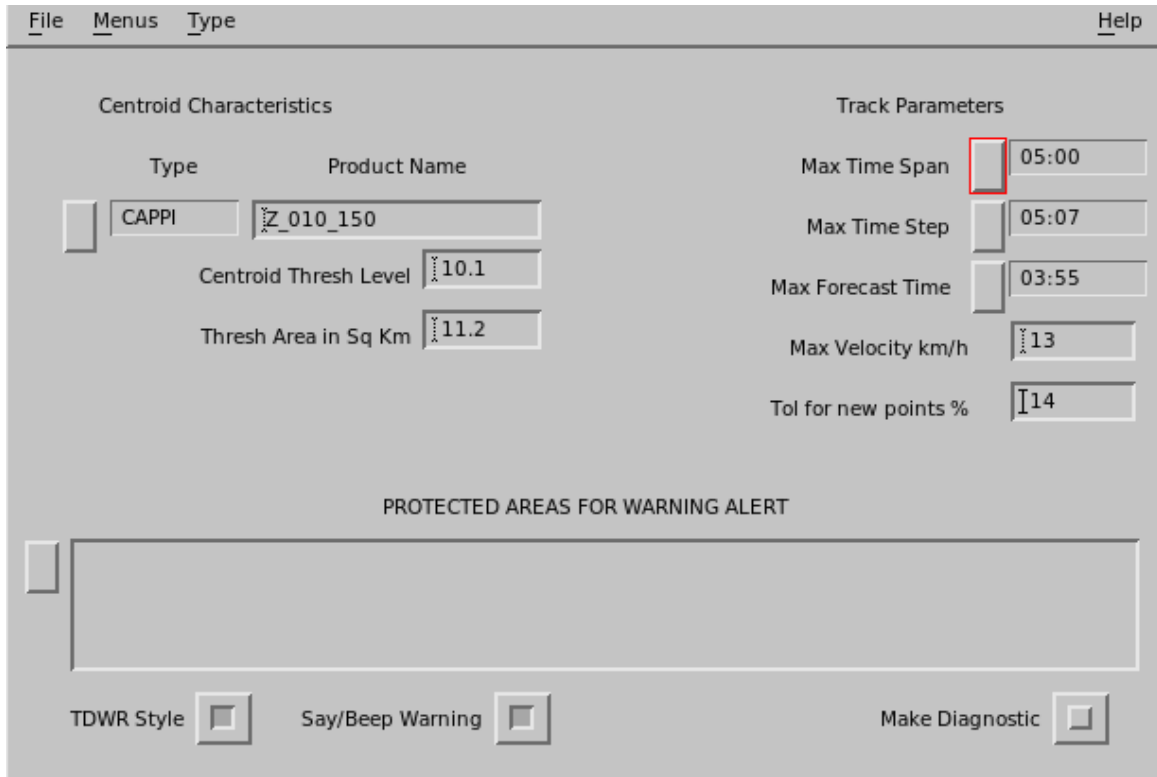 File Menus Type Help
Centroid Characteristics Track Parameters
Type Product Name Max Time Span 05:00
CAPPI Z_010_150 Max Time Step 05:07
Centroid Thresh Level 10.1 Max Forecast Time 03:55
Thresh Area in Sq Km 11.2 Max Velocity km/h 13
Tol for new points % 14
PROTECTED AREAS FOR WARNING ALERT
TDWR Style Say/Beep Warning Make Diagnostic